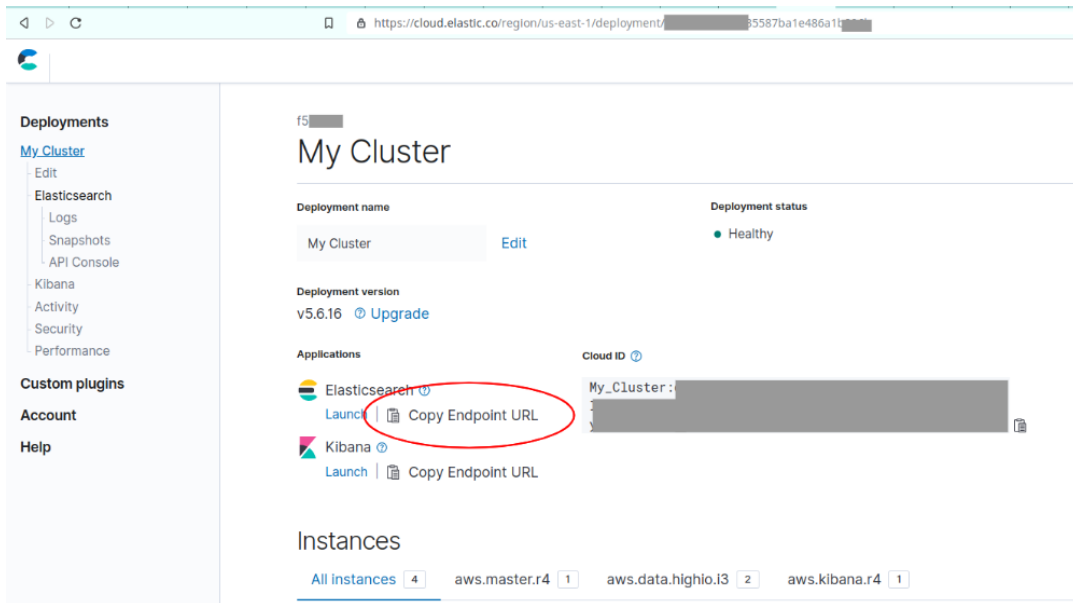 https://cloud.elastic.co/region/us-east-1/deployment/
Deployments
My Cluster
Edit
Elasticsearch
Logs
Snapshots
API Console
Kibana
Activity
Security
Performance
Custom plugins
Account
Help
f5
My Cluster
Deployment name
Deployment status
My Cluster
Edit
Healthy
Deployment version
v5.6.16 Upgrade
Applications
Cloud ID
Elasticsearch
My_Cluster:
Launch | Copy Endpoint URL
Kibana
Launch | Copy Endpoint URL
Instances
All instances 4 aws.master.r4 1 aws.data.highio.i3 2 aws.kibana.r4 1